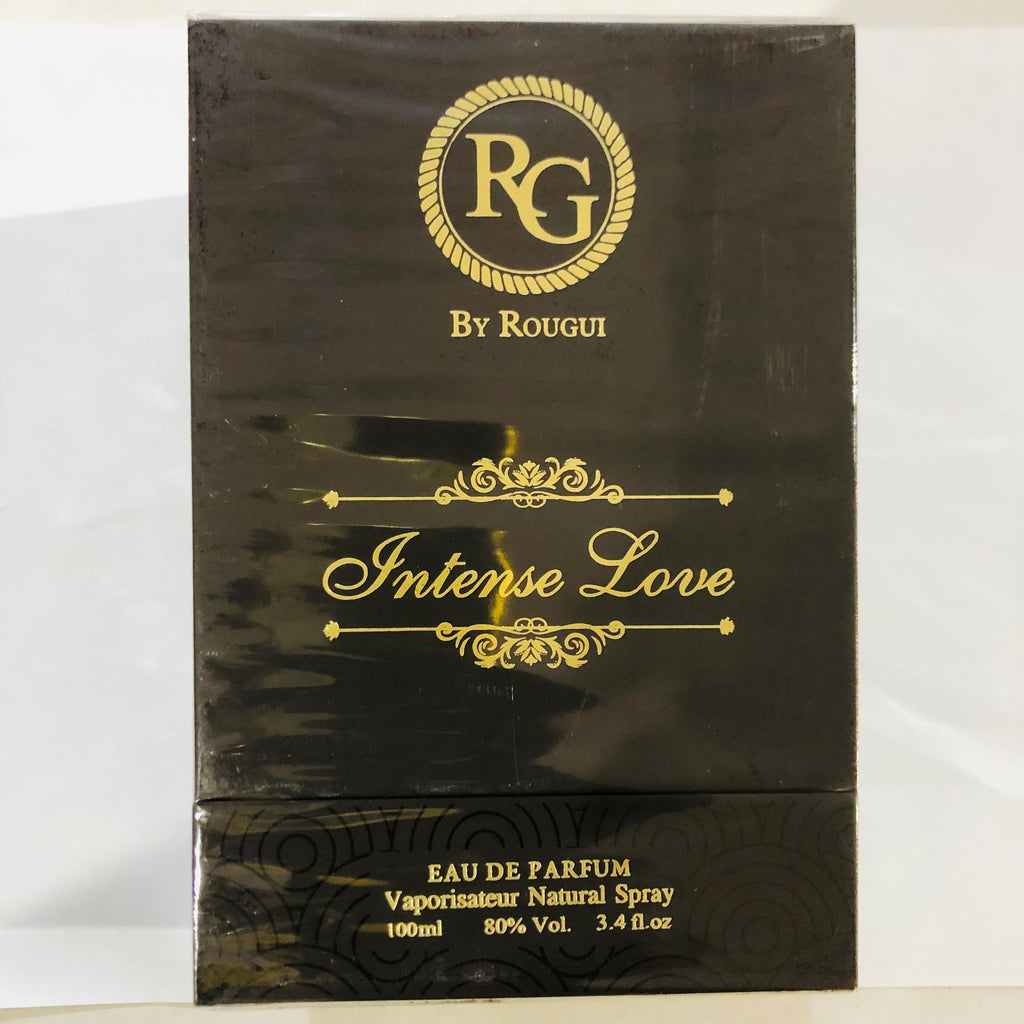 RG
BY ROUGUI
Intense Love
EAU DE PARFUM
Vaporisateur Natural Spray
100ml 80% Vol. 3.4 fl.oz